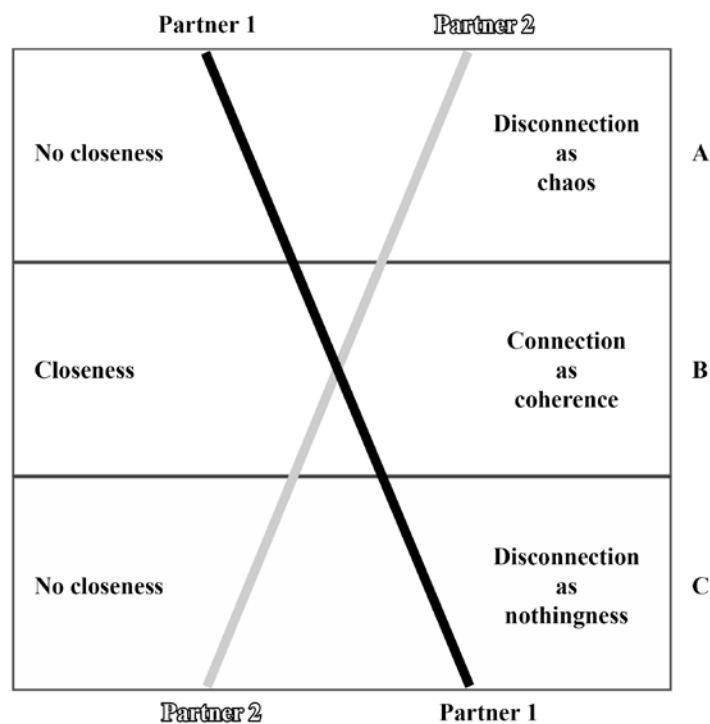 Partner 1
Partner 2
No closeness
Disconnection
as
chaos
A
Closeness
Connection
as
coherence
B
No closeness
Disconnection
as
nothingness
C
Partner 2
Partner 1